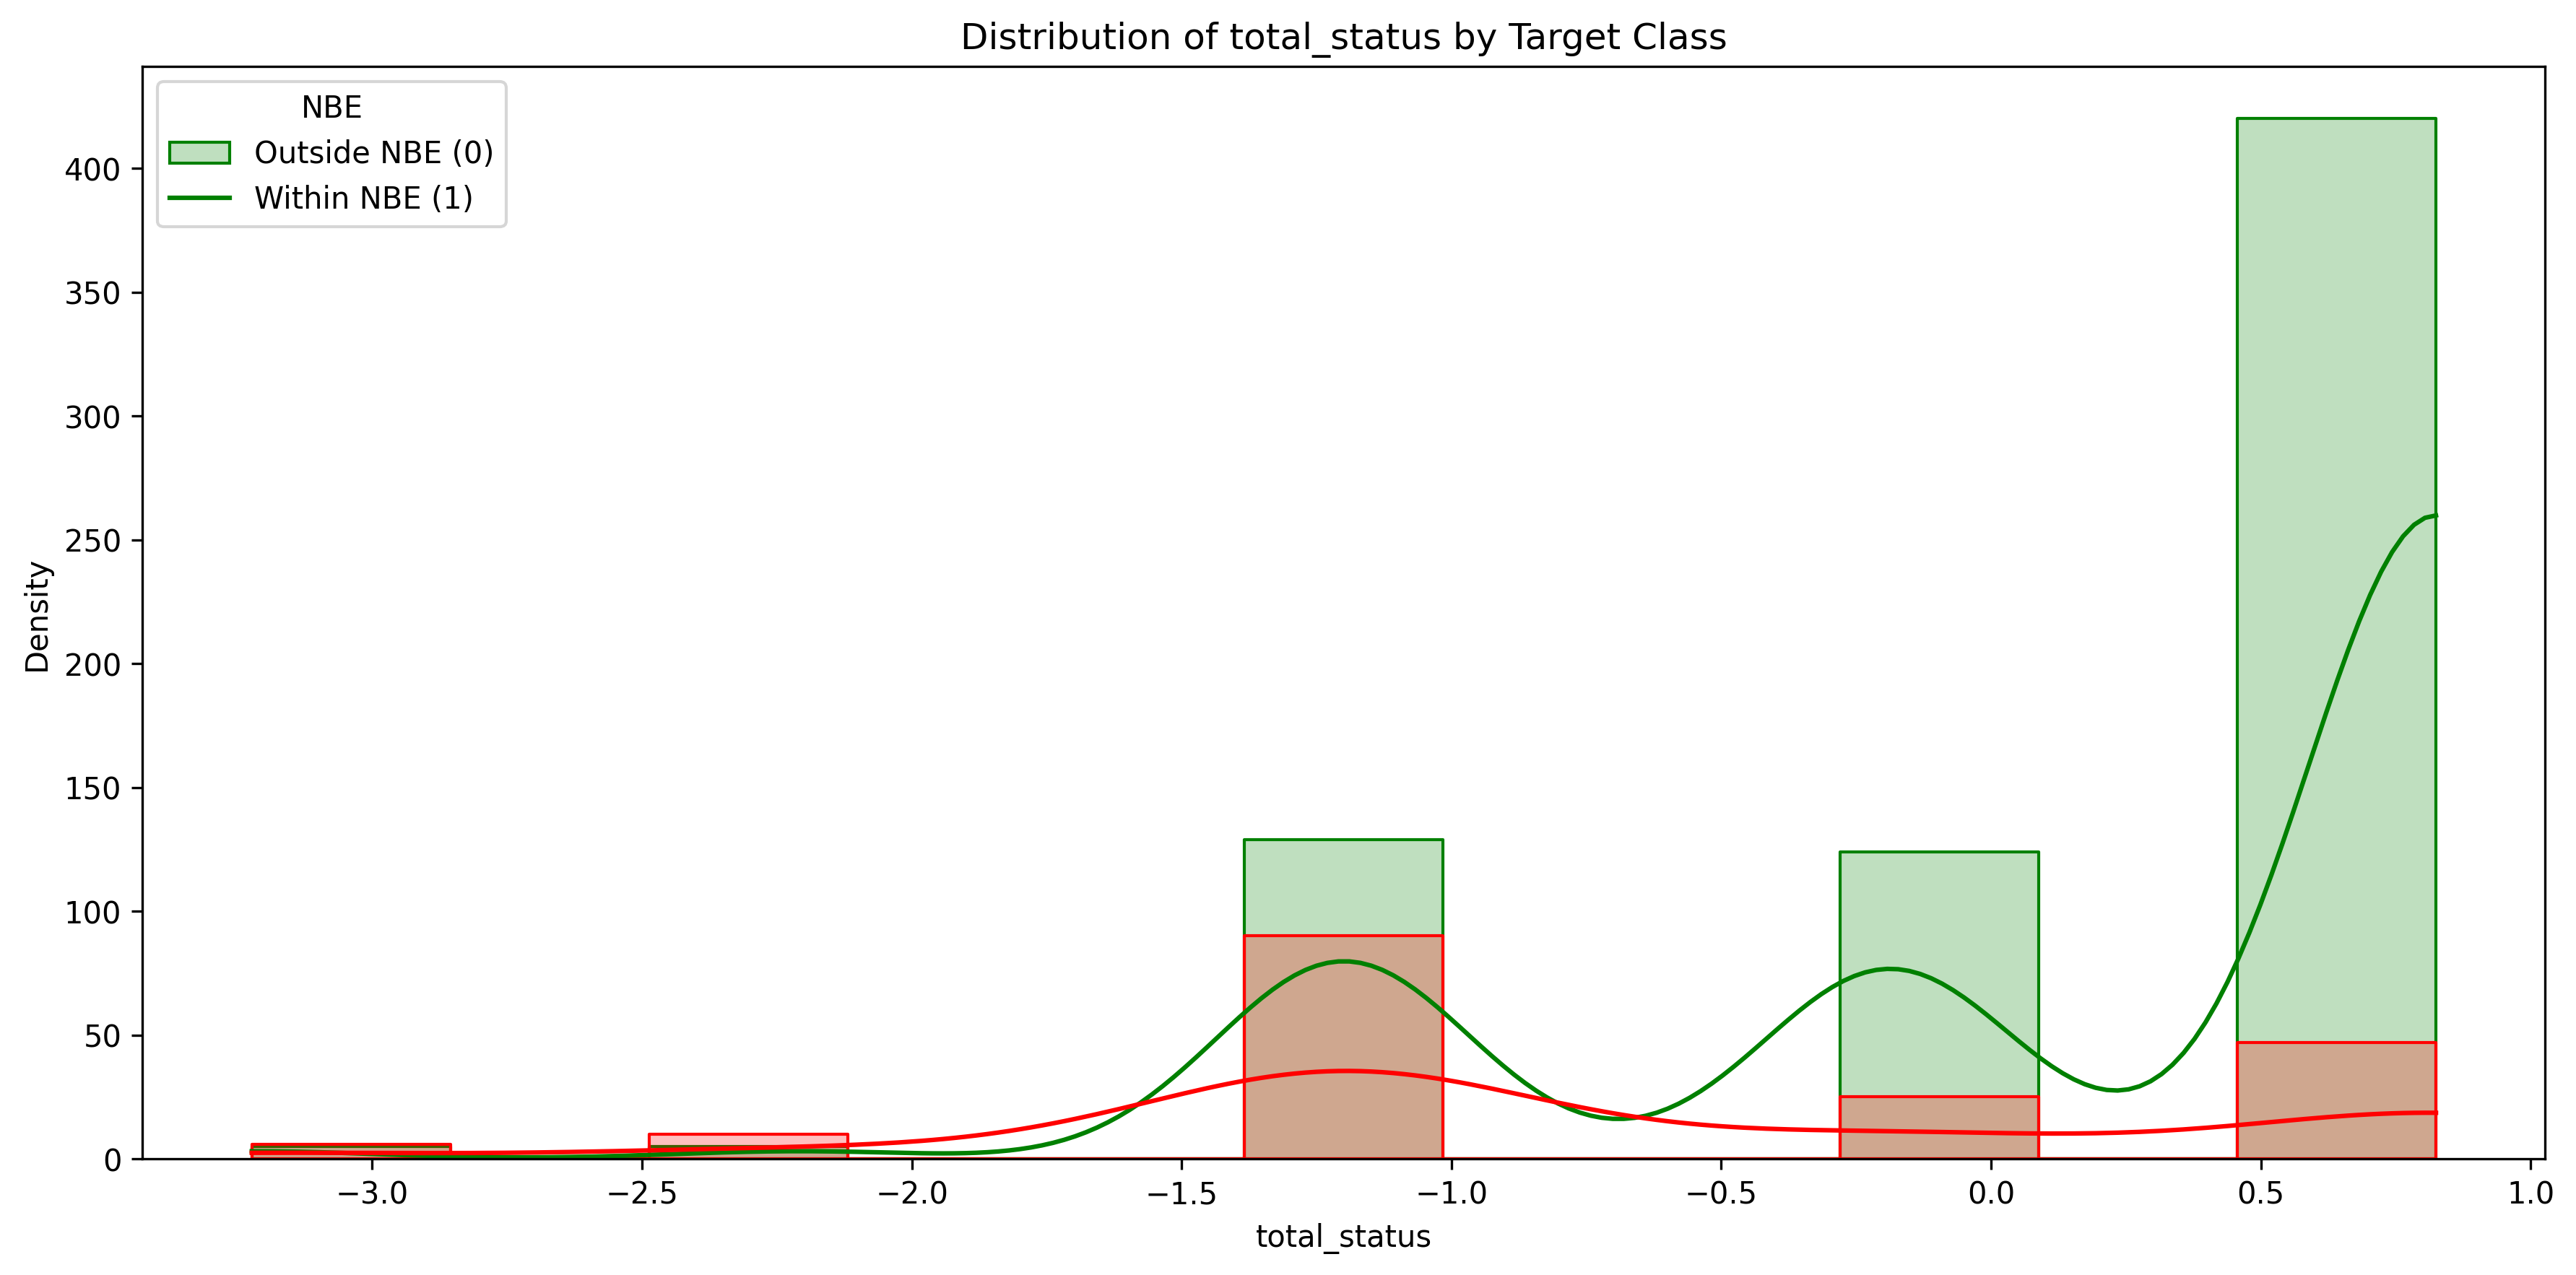 Distribution of total_status by Target Class
NBE
Outside NBE (0)
Within NBE (1)
Density
400
350
300
250
200
150
100
50
0
−3.0 −2.5 −2.0 −1.5 −1.0 −0.5 0.0 0.5 1.0
total_status